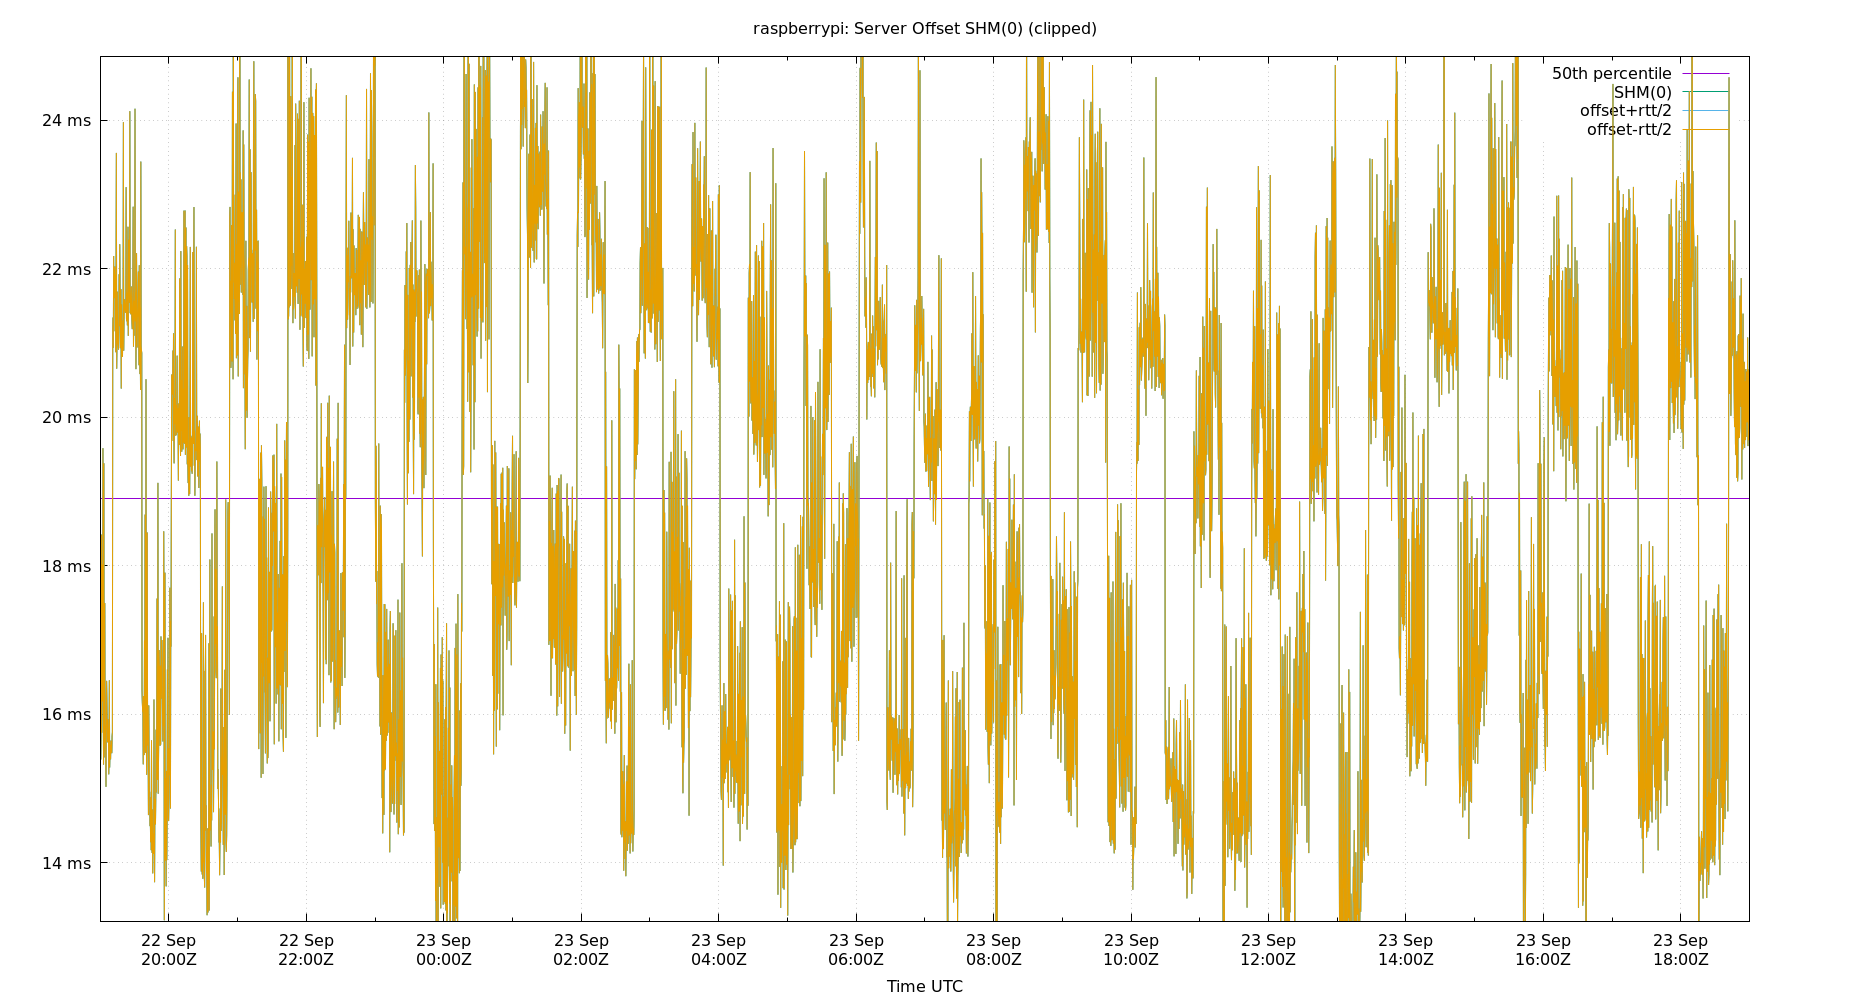 raspberrypi: Server Offset SHM(0) (clipped)
50th percentile
SHM(0)
offset+rtt/2
offset-rtt/2
24 ms
22 ms
20 ms
18 ms
16 ms
14 ms
22 Sep 22 Sep 23 Sep 23 Sep 23 Sep 23 Sep 23 Sep 23 Sep 23 Sep 23 Sep 23 Sep 23 Sep
20:00Z 22:00Z 00:00Z 02:00Z 04:00Z 06:00Z 08:00Z 10:00Z 12:00Z 14:00Z 16:00Z 18:00Z
Time UTC